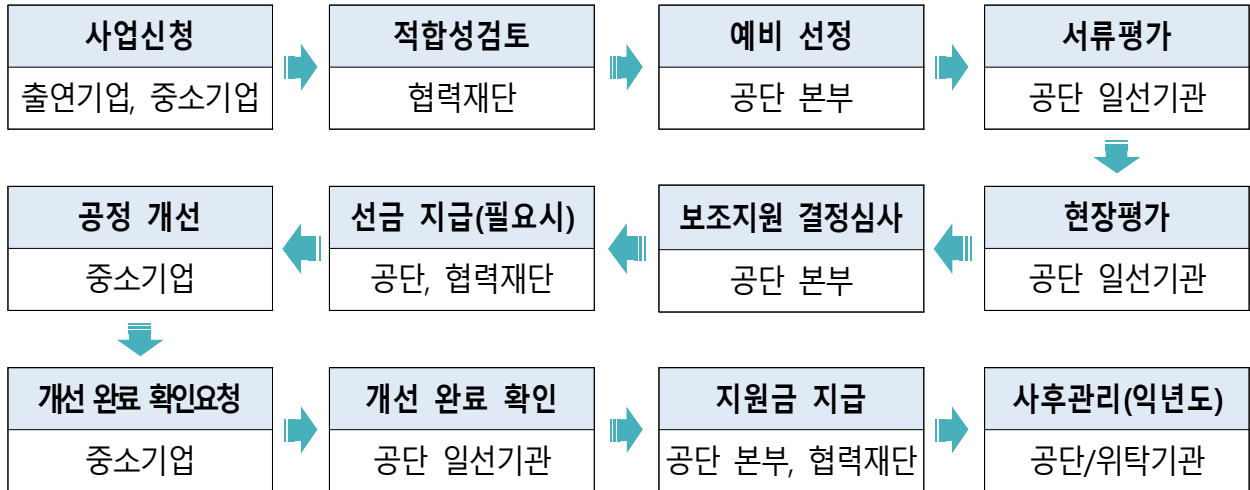 사업신청
출연기업, 중소기업
적합성검토
협력재단
예비 선정
공단 본부
서류평가
공단 일선기관
공정 개선
중소기업
선금 지급(필요시)
공단, 협력재단
보조지원 결정심사
공단 본부
현장평가
공단 일선기관
개선 완료 확인요청
중소기업
개선 완료 확인
공단 일선기관
지원금 지급
공단 본부, 협력재단
사후관리(익년도)
공단/위탁기관